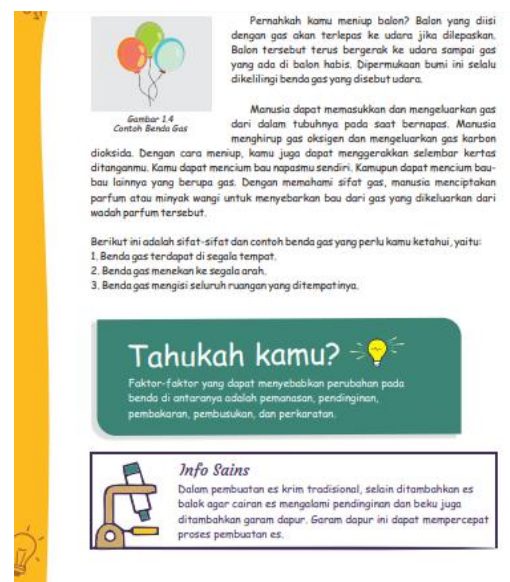 Pernahkah kamu meniup balon? Balon yang diisi
dengan gas akan terlepas ke udara jika dilepaskan.
Balon tersebut terus bergerak ke udara sampai gas
yang ada di balon habis. Dipermukaan bumi ini selalu
dikelilingi benda gas yang disebut udara.
Gambar 1.4
Contoh Benda Gas
Manusia dapat memasukkan dan mengeluarkan gas
dari dalam tubuhnya pada saat bernapas. Manusia
menghirup gas oksigen dan mengeluarkan gas karbon
dioksida. Dengan cara meniup, kamu juga dapat menggerakkan selembar kertas
ditanganmu. Kamu dapat mencium bau napasmu sendiri. Kamupun dapat mencium bau-
bau lainnya yang berupa gas. Dengan memahami sifat gas, manusia menciptakan
parfum atau minyak wangi untuk menyebarkan bau dari gas yang dikeluarkan dari
wadah parfum tersebut.
Berikut ini adalah sifat-sifat dan contoh benda gas yang perlu kamu ketahui, yaitu:
1. Benda gas terdapat di segala tempat.
2. Benda gas menekan ke segala arah.
3. Benda gas mengisi seluruh ruangan yang ditempatinya.
Tahukah kamu?
Faktor-faktor yang dapat menyebabkan perubahan pada
benda di antaranya adalah pemanasan, pendinginan,
pembakaran, pembusukan, dan perkaratan.
Info Sains
Dalam pembuatan es krim tradisional, selain ditambahkan es
balok agar cairan es mengalami pendinginan dan beku juga
ditambahkan garam dapur. Garam dapur ini dapat mempercepat
proses pembuatan es.